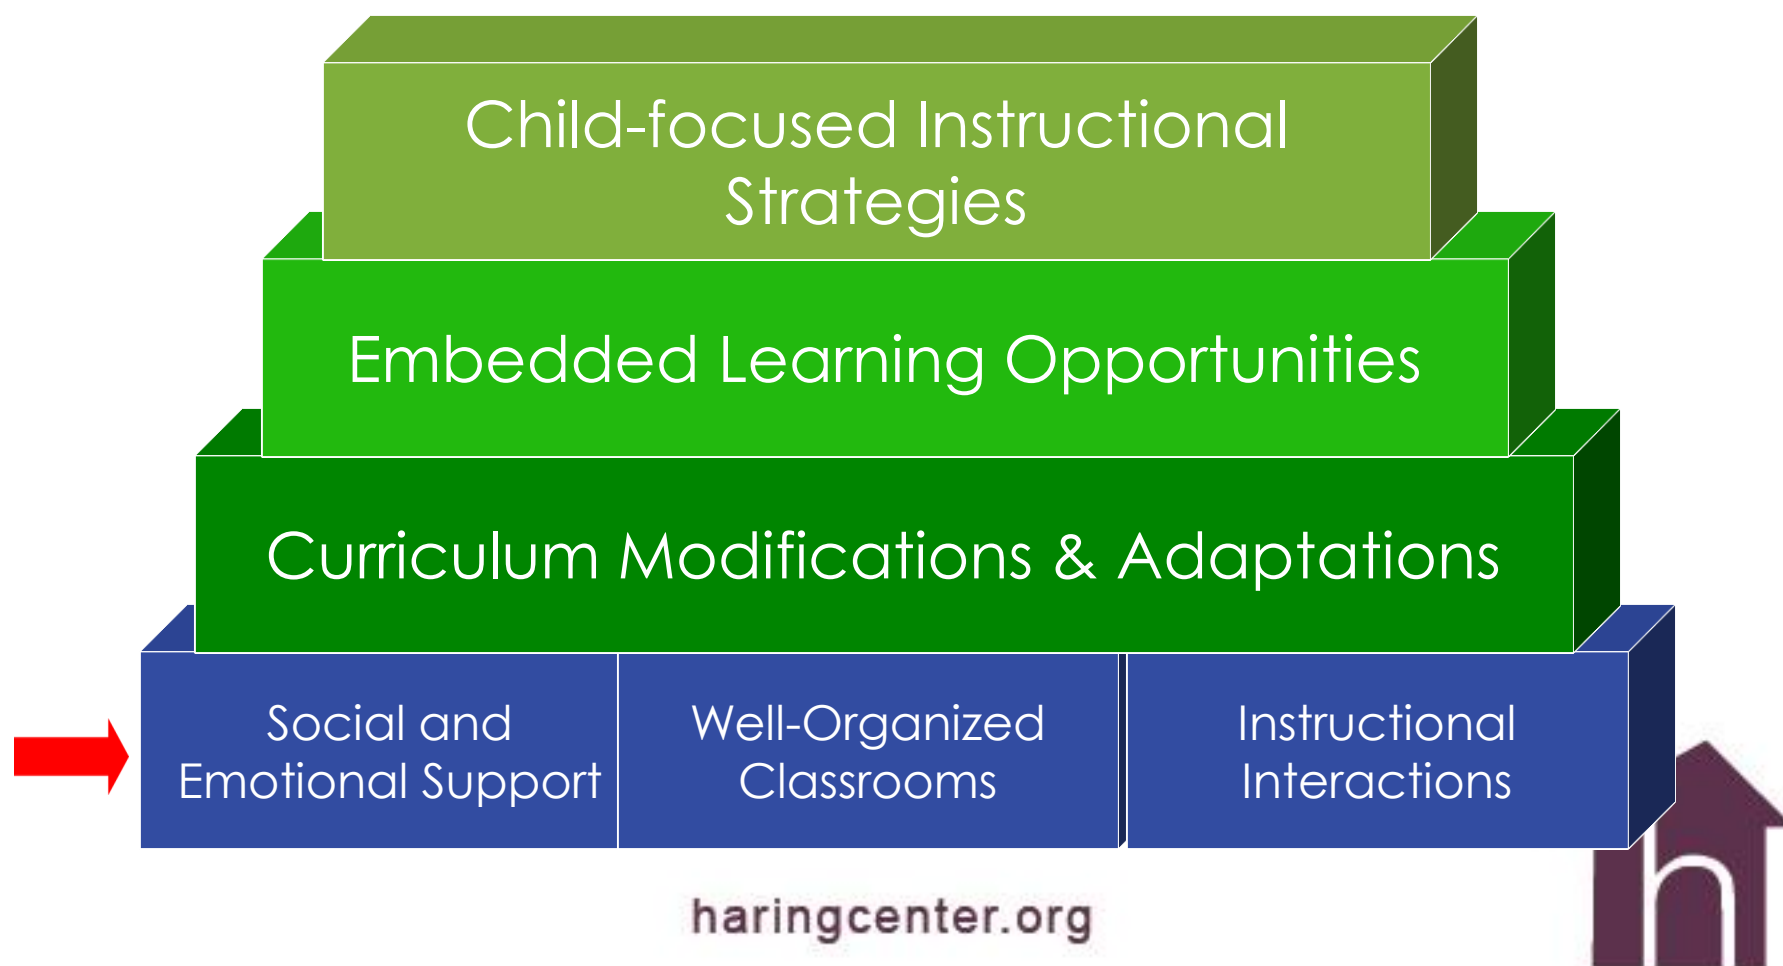 Child-focused Instructional
Strategies
Embedded Learning Opportunities
Curriculum Modifications & Adaptations
Social and
Emotional Support
Well-Organized
Classrooms
Instructional
Interactions
haringcenter.org
h